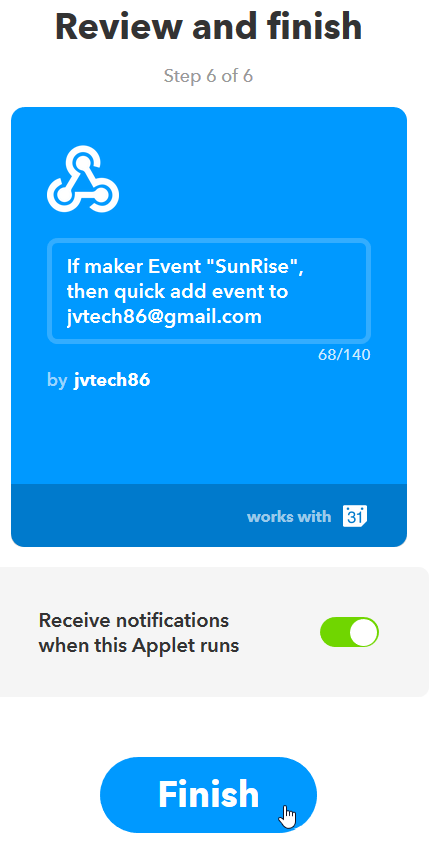 Review and finish
Step 6 of 6
If maker Event "SunRise",
then quick add event to
jvtech86@gmail.com
68/140
by jvtech86
works with 31
Receive notifications
when this Applet runs
Finish